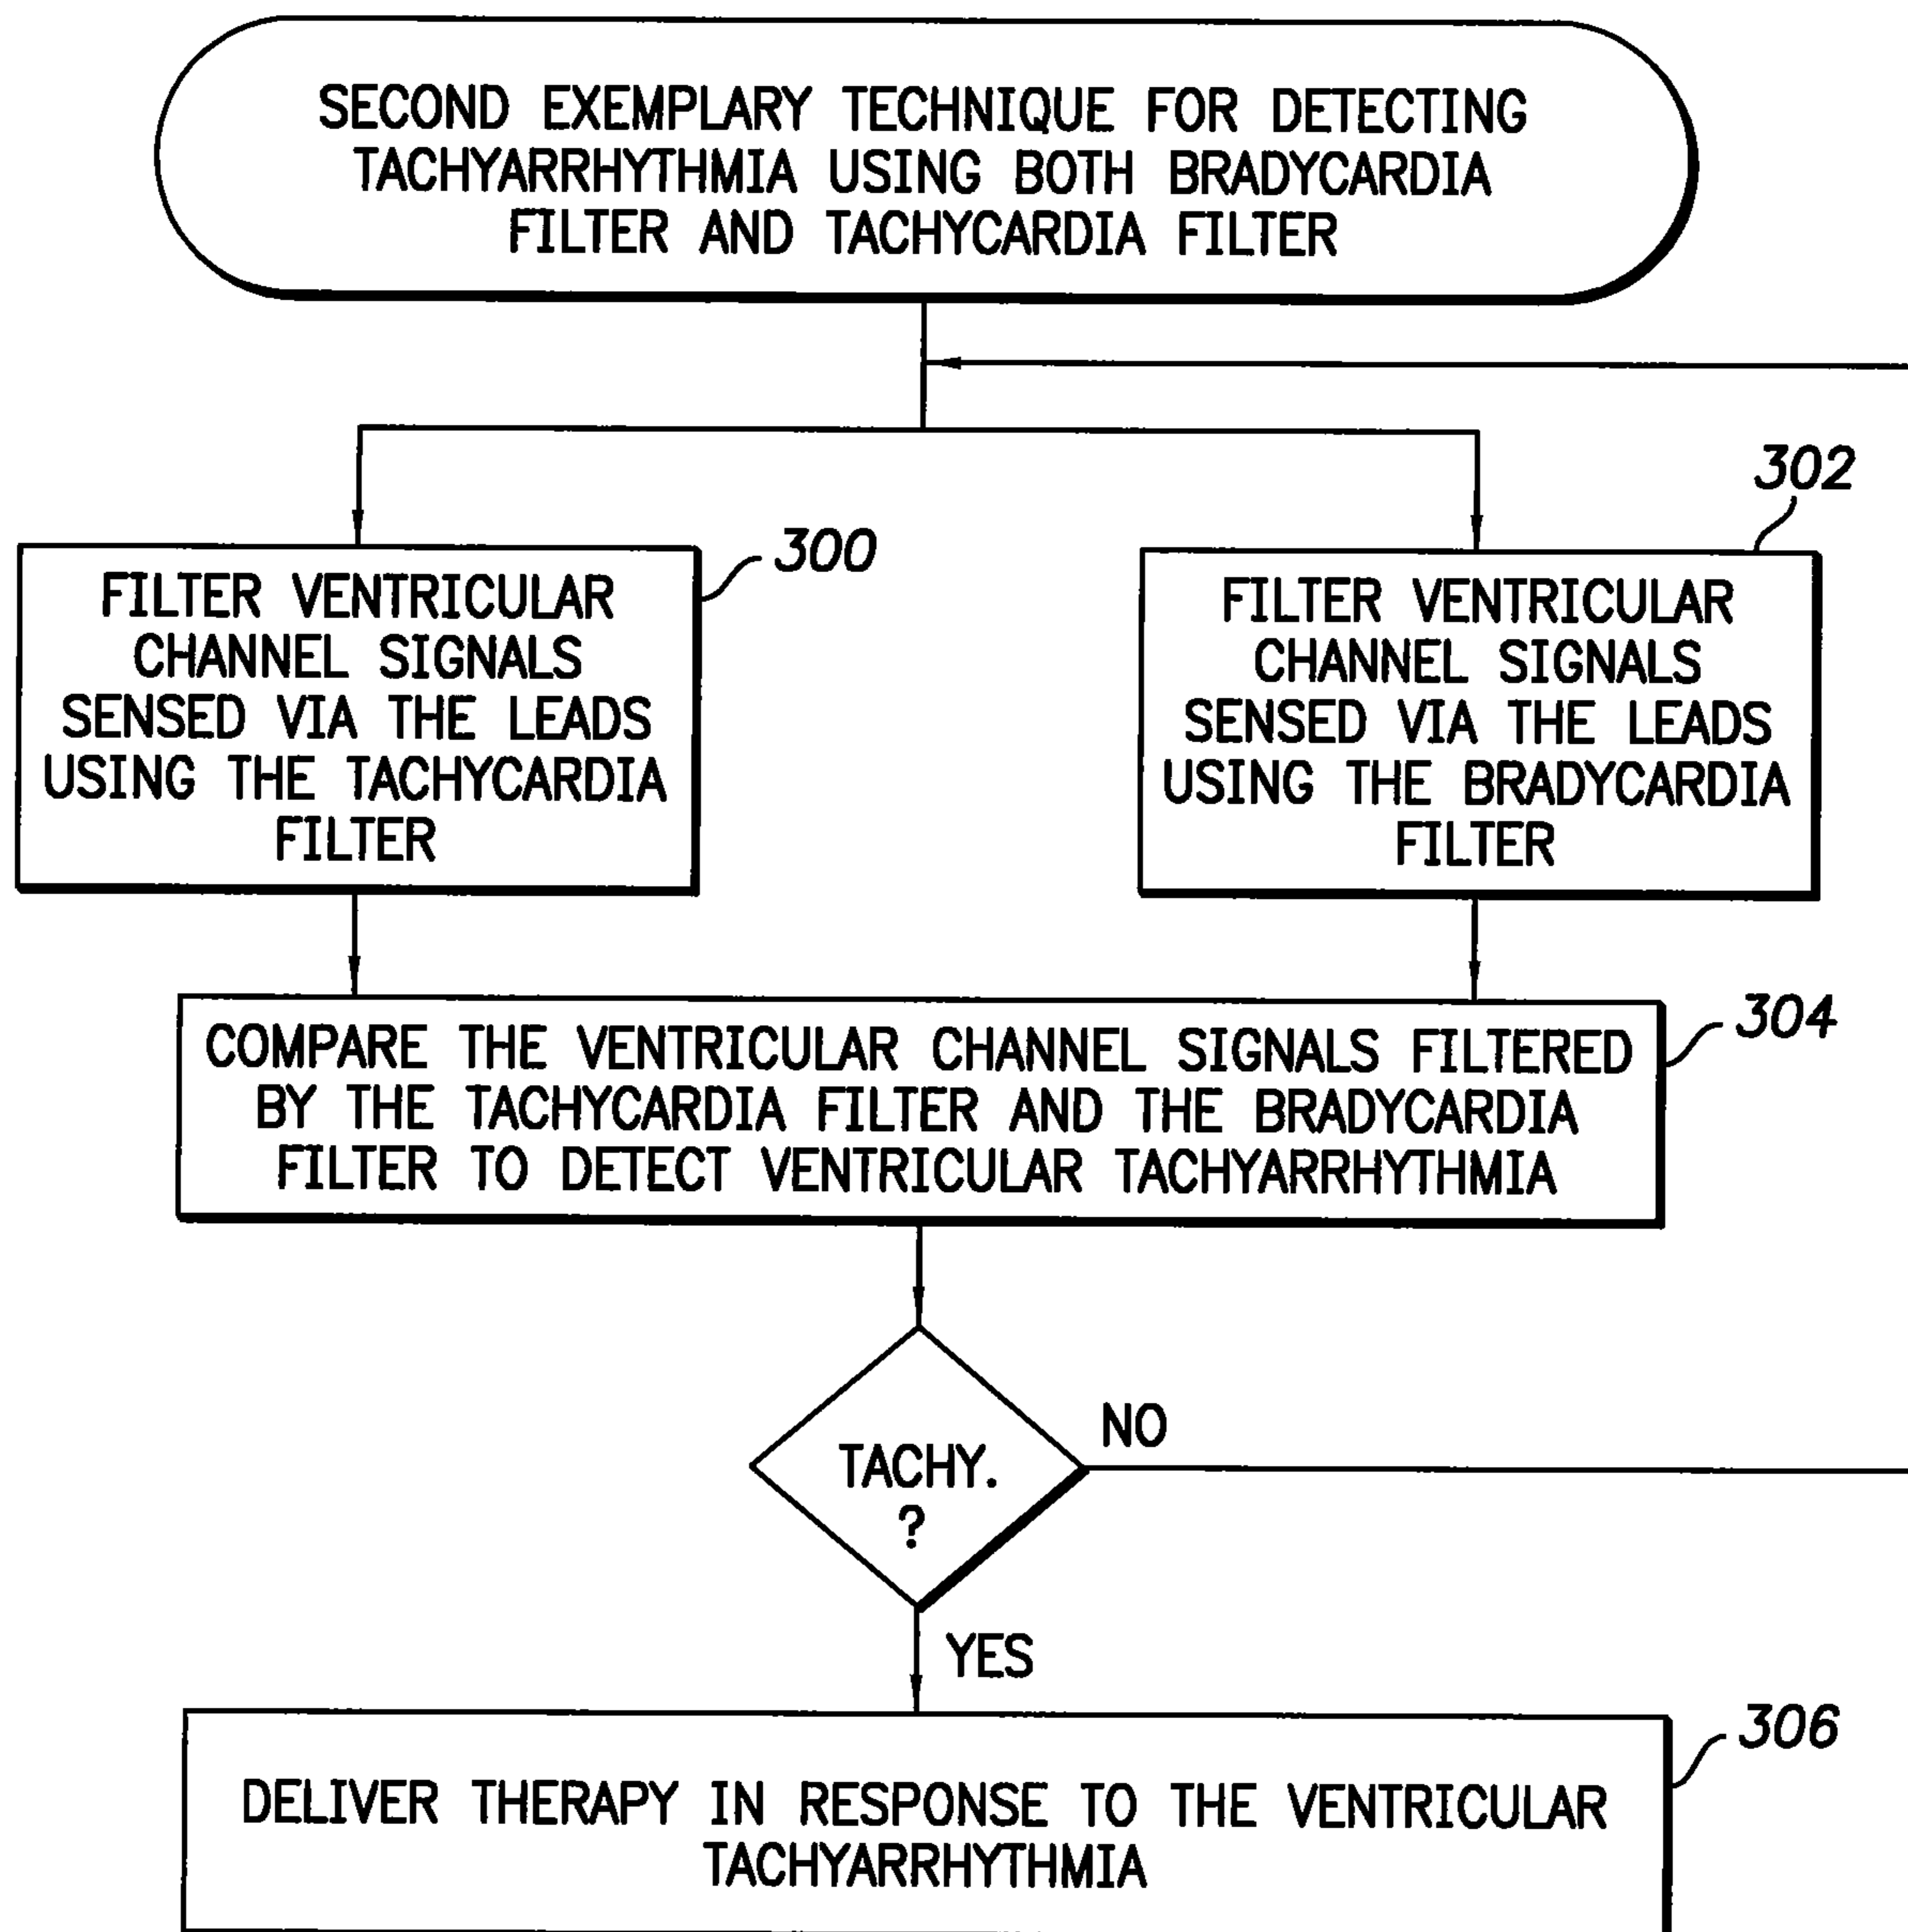 SECOND EXEMPLARY TECHNIQUE FOR DETECTING
TACHYARRHYTHMIA USING BOTH BRADYCARDIA
FILTER AND TACHYCARDIA FILTER
300
FILTER VENTRICULAR
CHANNEL SIGNALS
SENSED VIA THE LEADS
USING THE TACHYCARDIA
FILTER
302
FILTER VENTRICULAR
CHANNEL SIGNALS
SENSED VIA THE LEADS
USING THE BRADYCARDIA
FILTER
304
COMPARE THE VENTRICULAR CHANNEL SIGNALS FILTERED
BY THE TACHYCARDIA FILTER AND THE BRADYCARDIA
FILTER TO DETECT VENTRICULAR TACHYARRHYTHMIA
TACHY.
?
NO
YES
306
DELIVER THERAPY IN RESPONSE TO THE VENTRICULAR
TACHYARRHYTHMIA